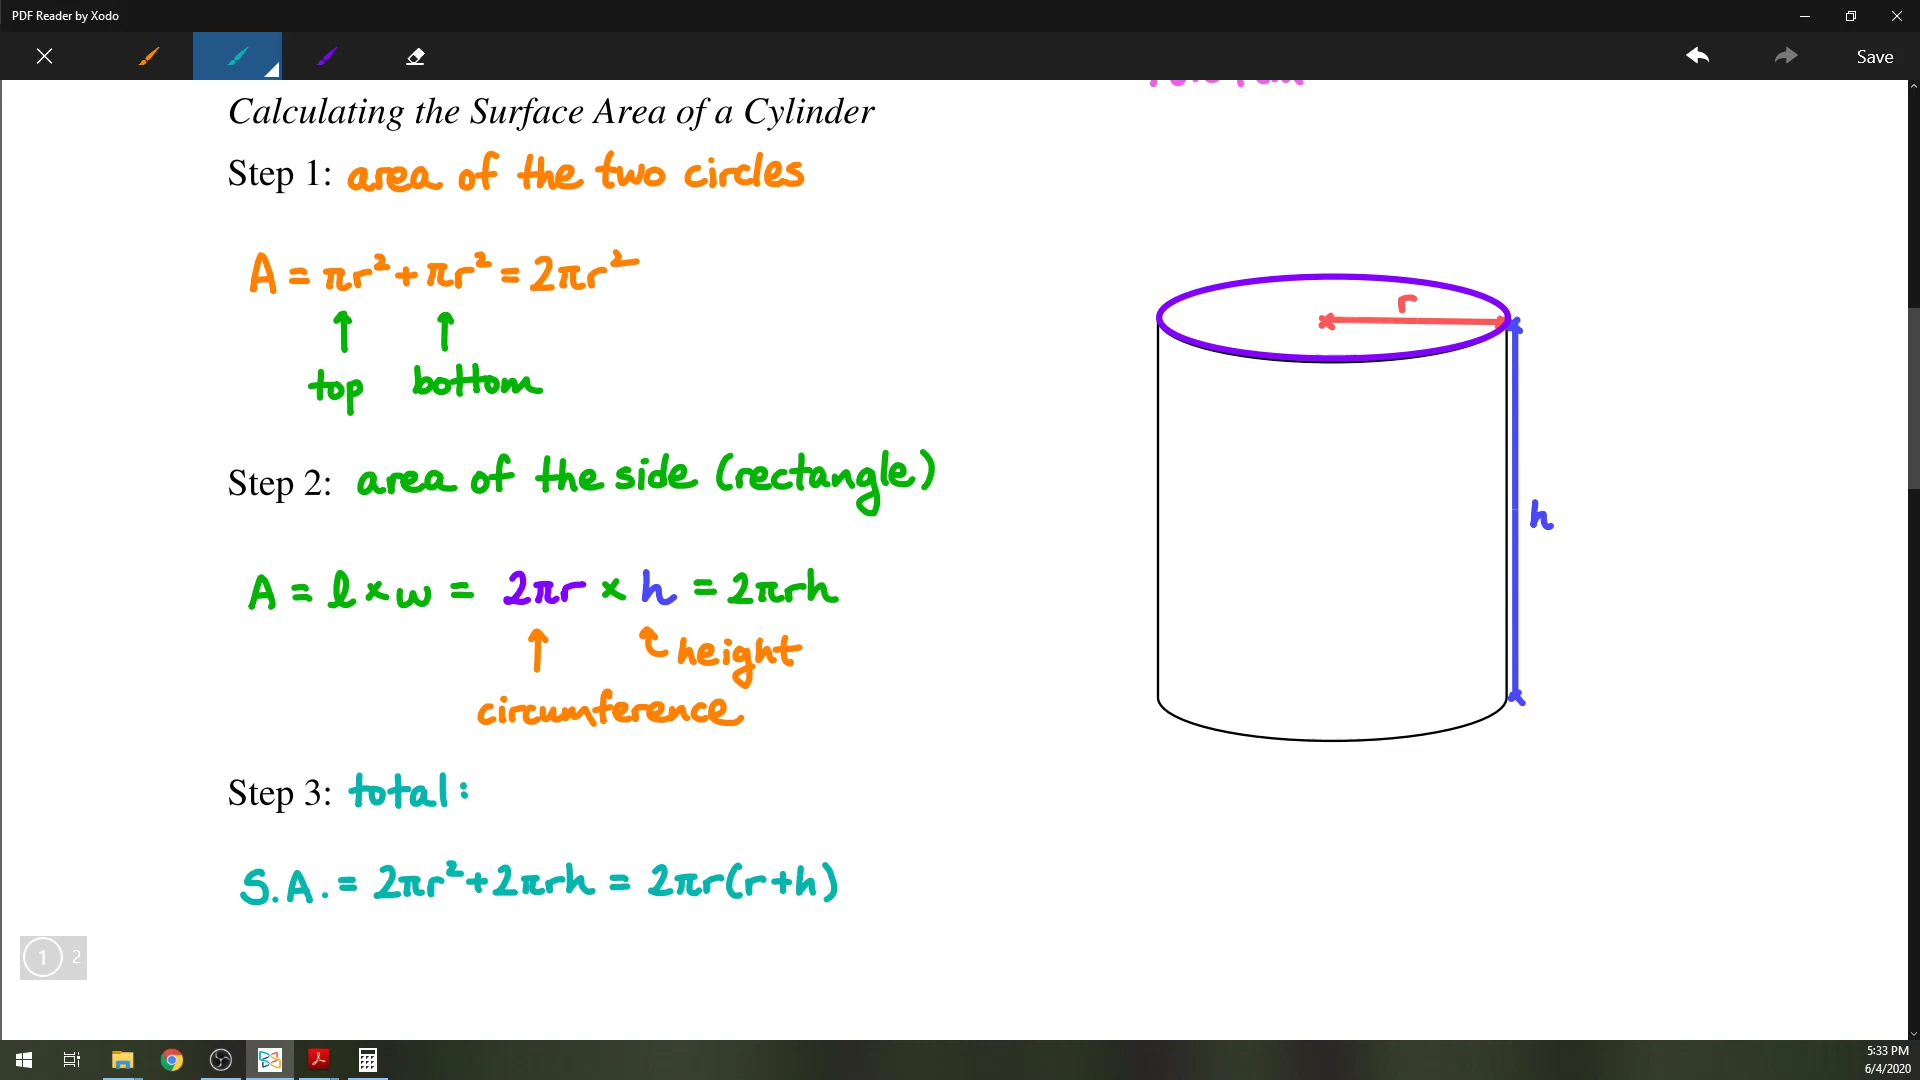 PDF Reader by Xodo
Save
Calculating the Surface Area of a Cylinder
Step 1: area of the two circles
A = πr² + πr² = 2πr²
top bottom
r
Step 2: area of the side (rectangle)
h
A = l × w = 2πr × h = 2πrh
height
circumference
Step 3: total:
S.A. = 2πr² + 2πrh = 2πr(r+h)
1 2
5:33 PM
6/4/2020